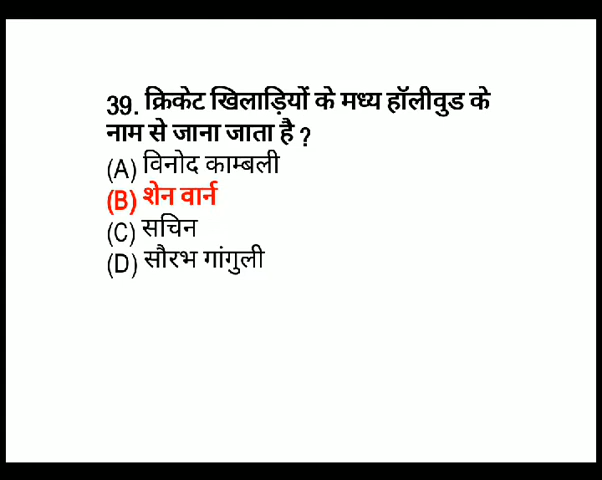 39. क्रिकेट खिलाड़ियों के मध्य हॉलीवुड के
नाम से जाना जाता है ?
(A) विनोद काम्बली
(B) शेन वार्न
(C) सचिन
(D) सौरभ गांगुली